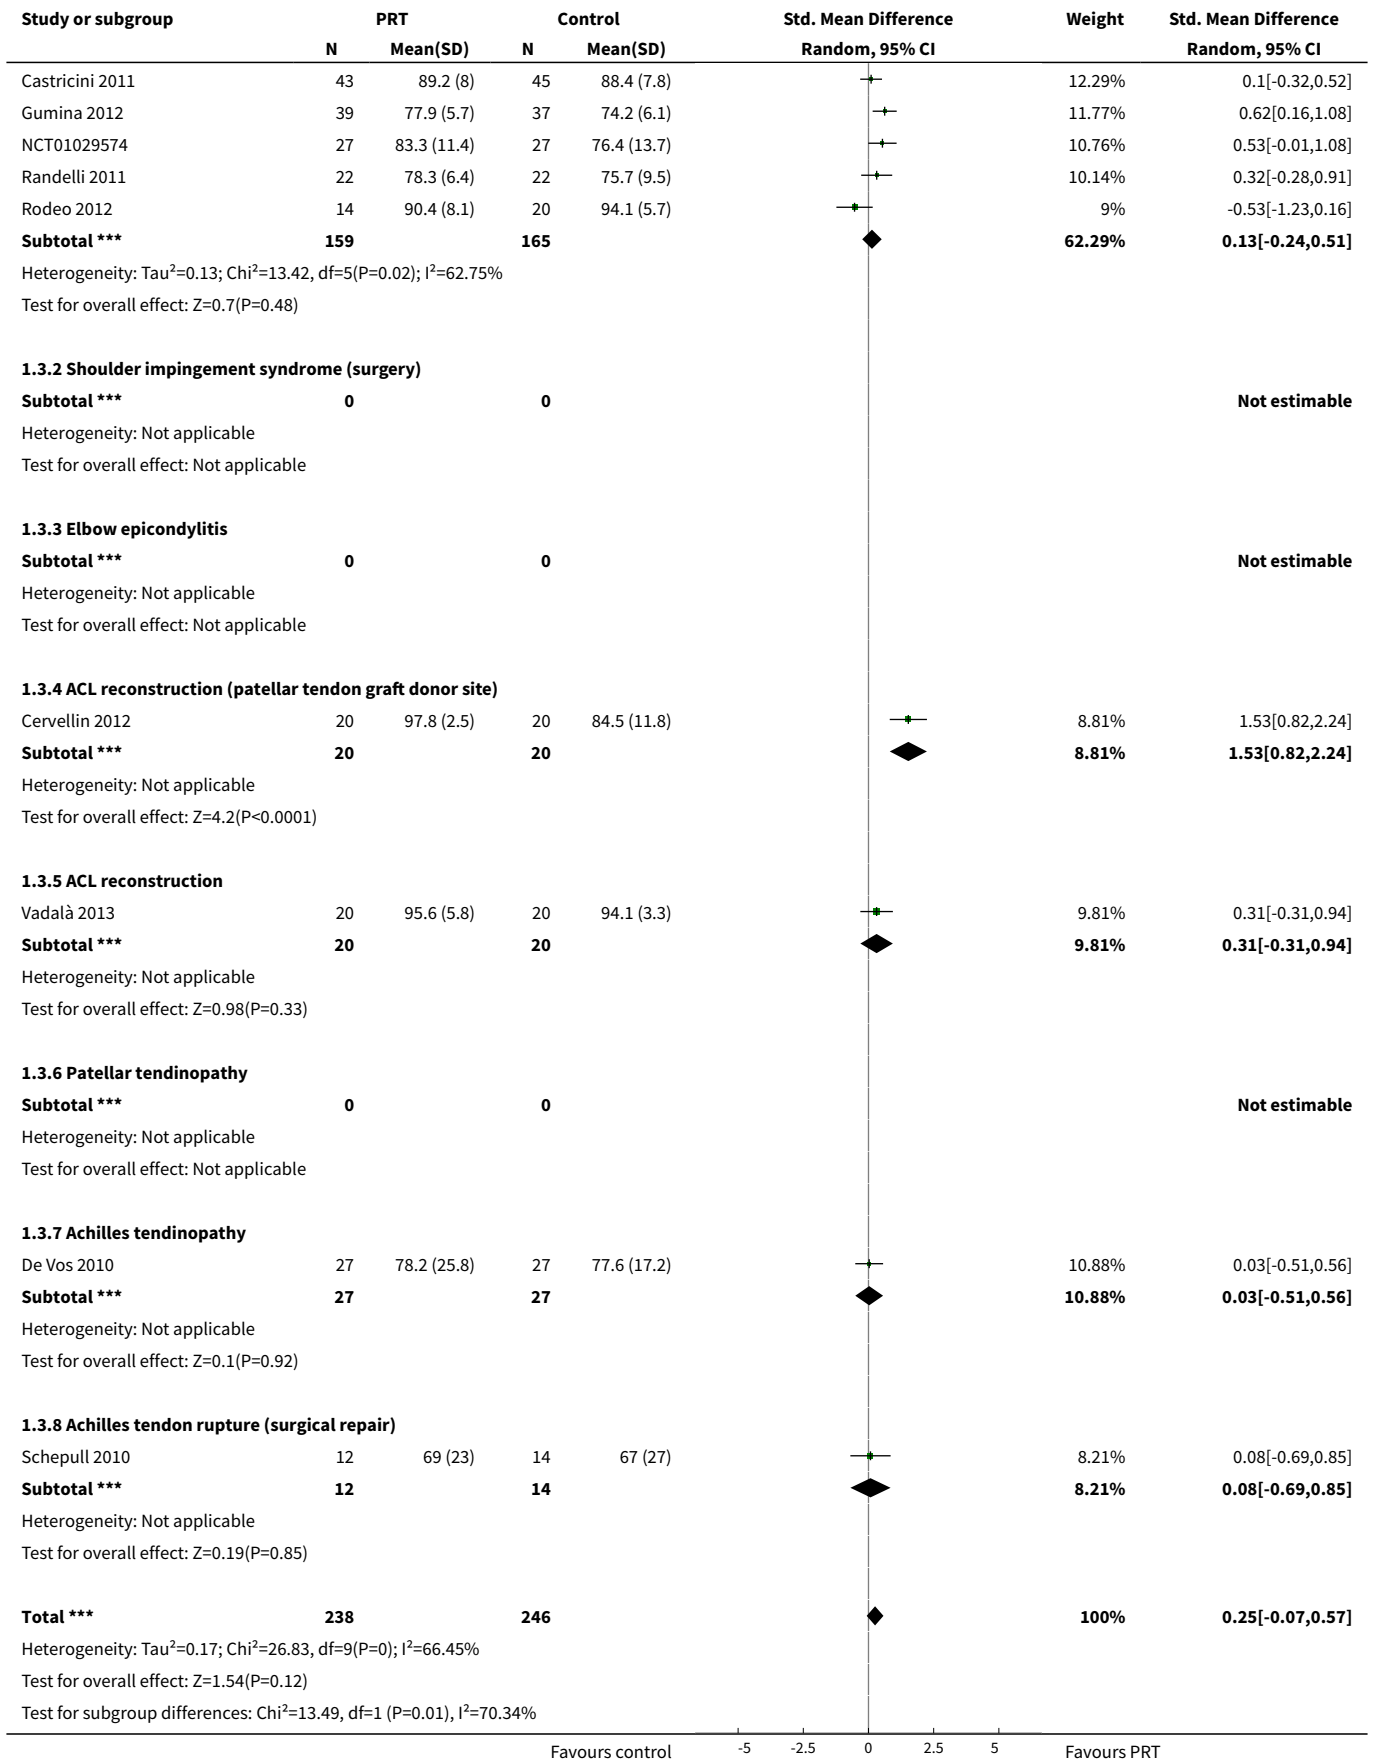 Study or subgroup PRT Control Std. Mean Difference Weight Std. Mean Difference
N Mean(SD) N Mean(SD) Random, 95% CI Random, 95% CI
Castricini 2011 43 89.2 (8) 45 88.4 (7.8) 12.29% 0.1[-0.32,0.52]
Gumina 2012 39 77.9 (5.7) 37 74.2 (6.1) 11.77% 0.62[0.16,1.08]
NCT01029574 27 83.3 (11.4) 27 76.4 (13.7) 10.76% 0.53[-0.01,1.08]
Randelli 2011 22 78.3 (6.4) 22 75.7 (9.5) 10.14% 0.32[-0.28,0.91]
Rodeo 2012 14 90.4 (8.1) 20 94.1 (5.7) 9% -0.53[-1.23,0.16]
Subtotal *** 159 165 62.29% 0.13[-0.24,0.51]
Heterogeneity: Tau²=0.13; Chi²=13.42, df=5(P=0.02); I²=62.75%
Test for overall effect: Z=0.7(P=0.48)
1.3.2 Shoulder impingement syndrome (surgery)
Subtotal *** 0 0 Not estimable
Heterogeneity: Not applicable
Test for overall effect: Not applicable
1.3.3 Elbow epicondylitis
Subtotal *** 0 0 Not estimable
Heterogeneity: Not applicable
Test for overall effect: Not applicable
1.3.4 ACL reconstruction (patellar tendon graft donor site)
Cervellin 2012 20 97.8 (2.5) 20 84.5 (11.8) 8.81% 1.53[0.82,2.24]
Subtotal *** 20 20 8.81% 1.53[0.82,2.24]
Heterogeneity: Not applicable
Test for overall effect: Z=4.2(P<0.0001)
1.3.5 ACL reconstruction
Vadalà 2013 20 95.6 (5.8) 20 94.1 (3.3) 9.81% 0.31[-0.31,0.94]
Subtotal *** 20 20 9.81% 0.31[-0.31,0.94]
Heterogeneity: Not applicable
Test for overall effect: Z=0.98(P=0.33)
1.3.6 Patellar tendinopathy
Subtotal *** 0 0 Not estimable
Heterogeneity: Not applicable
Test for overall effect: Not applicable
1.3.7 Achilles tendinopathy
De Vos 2010 27 78.2 (25.8) 27 77.6 (17.2) 10.88% 0.03[-0.51,0.56]
Subtotal *** 27 27 10.88% 0.03[-0.51,0.56]
Heterogeneity: Not applicable
Test for overall effect: Z=0.1(P=0.92)
1.3.8 Achilles tendon rupture (surgical repair)
Schepull 2010 12 69 (23) 14 67 (27) 8.21% 0.08[-0.69,0.85]
Subtotal *** 12 14 8.21% 0.08[-0.69,0.85]
Heterogeneity: Not applicable
Test for overall effect: Z=0.19(P=0.85)
Total *** 238 246 100% 0.25[-0.07,0.57]
Heterogeneity: Tau²=0.17; Chi²=26.83, df=9(P=0); I²=66.45%
Test for overall effect: Z=1.54(P=0.12)
Test for subgroup differences: Chi²=13.49, df=1 (P=0.01), I²=70.34%
Favours control -5 -2.5 0 2.5 5 Favours PRT